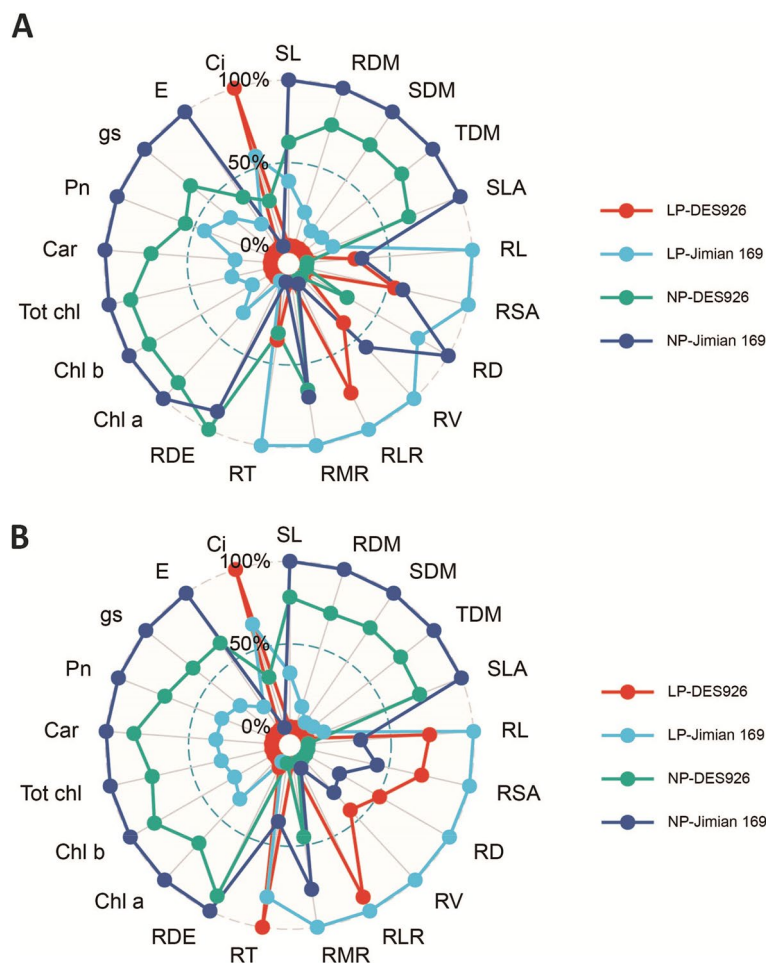 A
SL
RDM
SDM
TDM
SLA
RL
RSA
RD
RV
RLR
RMR
RT
RDE
Chl a
Chl b
Tot chl
Car
Pn
gs
E
Ci
100%
50%
0%
LP-DES926
LP-Jimian 169
NP-DES926
NP-Jimian 169
B
SL
RDM
SDM
TDM
SLA
RL
RSA
RD
RV
RLR
RMR
RT
RDE
Chl a
Chl b
Tot chl
Car
Pn
gs
E
Ci
100%
50%
0%
LP-DES926
LP-Jimian 169
NP-DES926
NP-Jimian 169